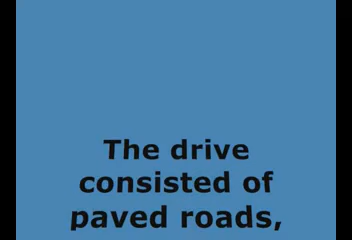 The drive
consisted of
paved roads,